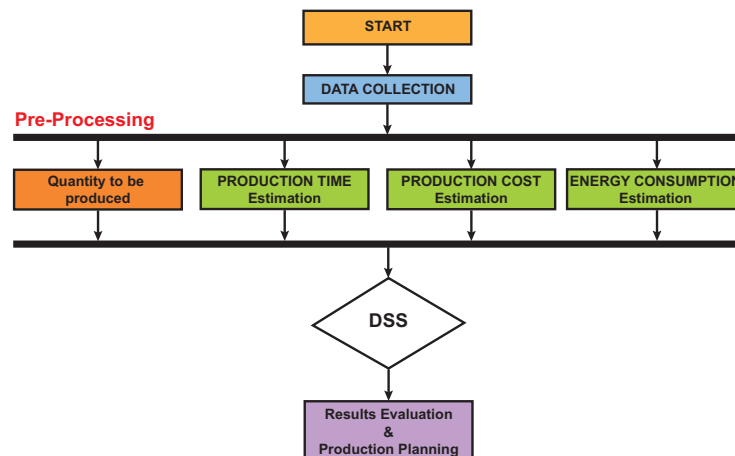 START
DATA COLLECTION
Pre-Processing
Quantity to be
produced
PRODUCTION TIME
Estimation
PRODUCTION COST
Estimation
ENERGY CONSUMPTION
Estimation
DSS
Results Evaluation
&
Production Planning